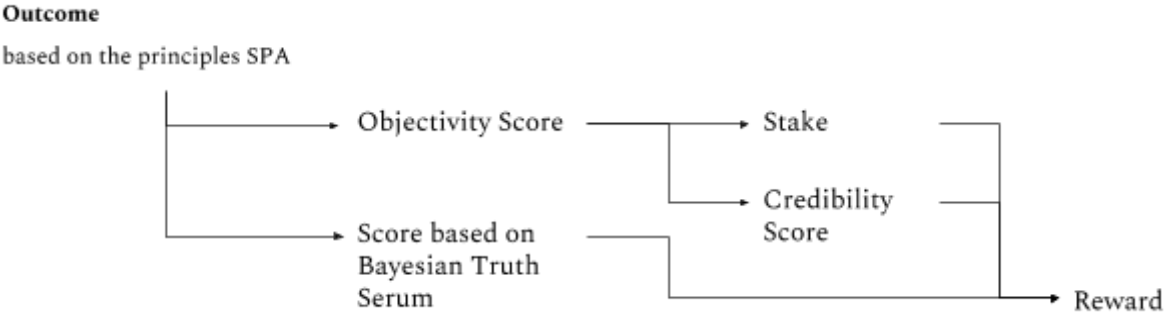 Outcome
based on the principles SPA
Objectivity Score
Stake
Credibility
Score
Score based on
Bayesian Truth
Serum
Reward